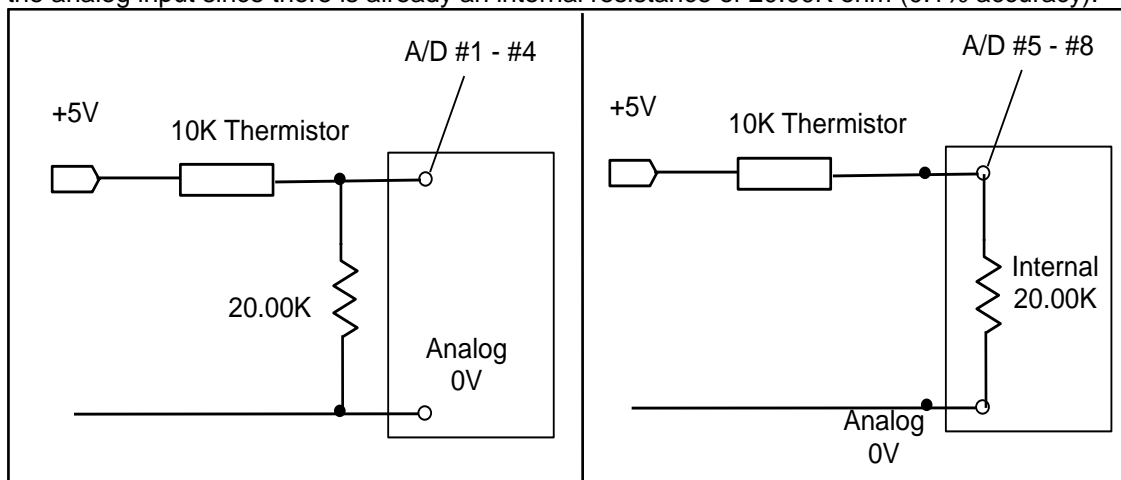 the analog input since there is already an internal resistance of 20.00K ohm (0.1% accuracy).
A/D #1 - #4
+5V
10K Thermistor
20.00K
Analog
0V
A/D #5 - #8
+5V
10K Thermistor
Internal
20.00K
Analog
0V